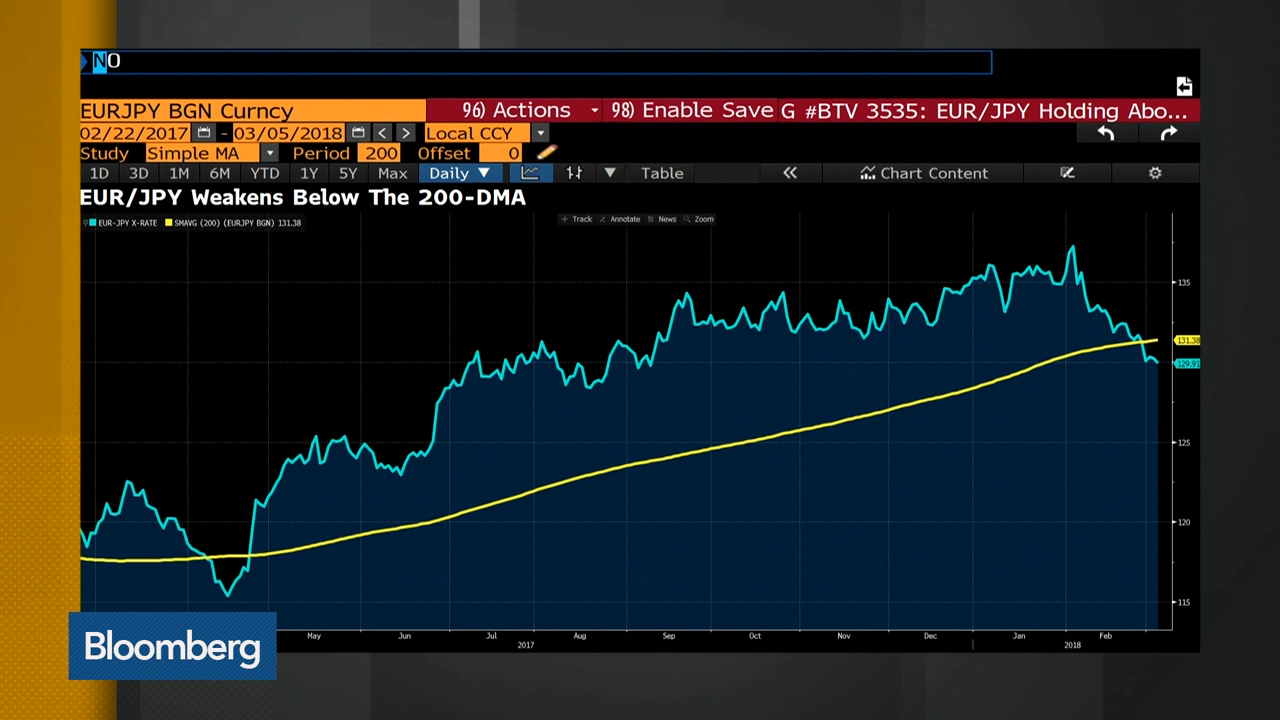 NO
EURJPY BGN Curncy 96) Actions 98) Enable Save G #BTV 3535: EUR/JPY Holding Abo...
02/22/2017 - 03/05/2018 Local CCY
Study Simple MA Period 200 Offset 0
1D 3D 1M 6M YTD 1Y 5Y Max Daily Table Chart Content
EUR/JPY Weakens Below The 200-DMA
EUR-JPY X-RATE SMAVG (200) (EURJPY BGN) 131.38
Track Annotate News Zoom
135
131.38
129.91
125
120
115
May Jun Jul Aug Sep Oct Nov Dec Jan Feb
2017 2018
Bloomberg